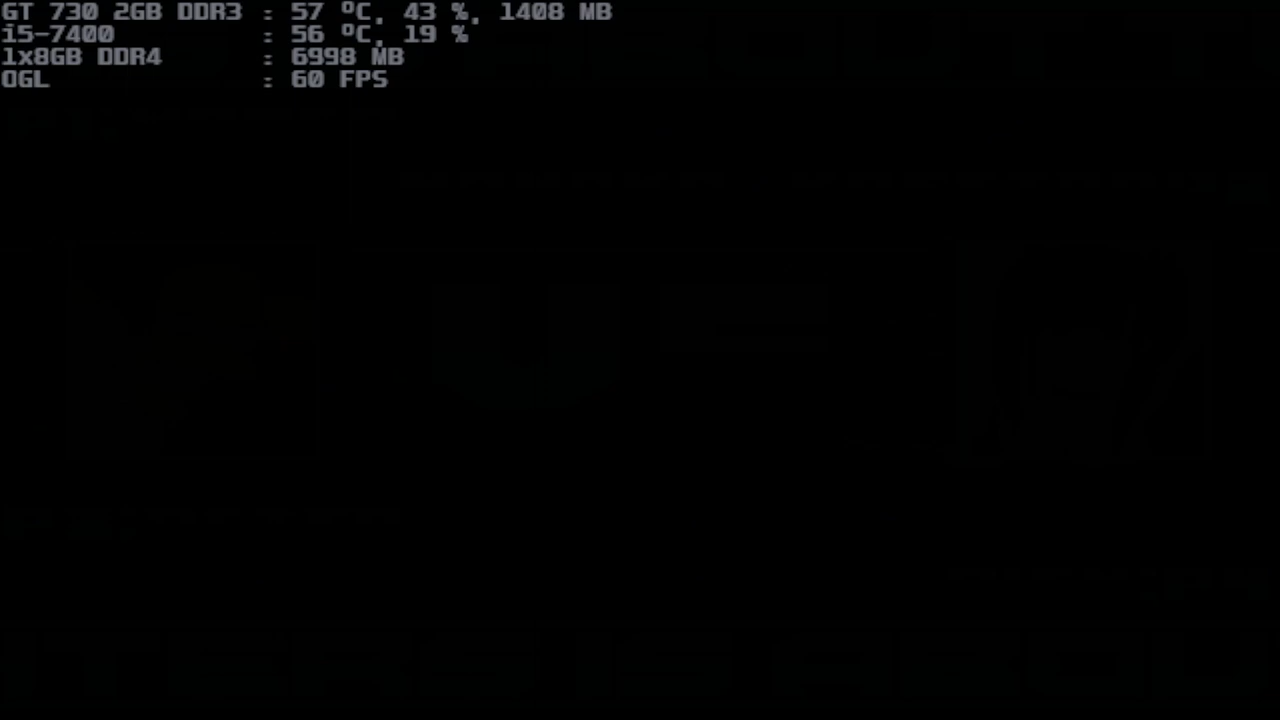 GT 730 2GB DDR3 : 57 ºC, 43 %, 1408 MB
i5-7400 : 56 ºC, 19 %
1x8GB DDR4 : 6998 MB
OGL : 60 FPS